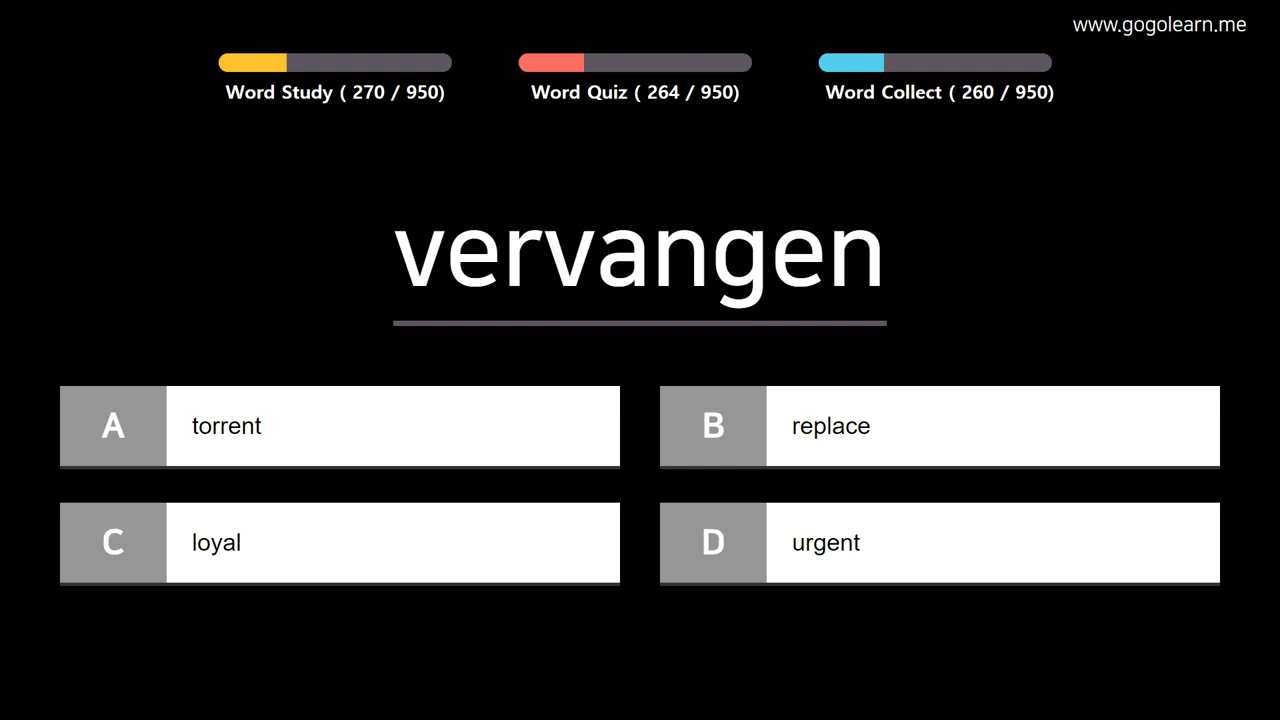 www.gogolearn.me
Word Study ( 270 / 950)
Word Quiz ( 264 / 950)
Word Collect ( 260 / 950)
vervangen
A torrent
B replace
C loyal
D urgent